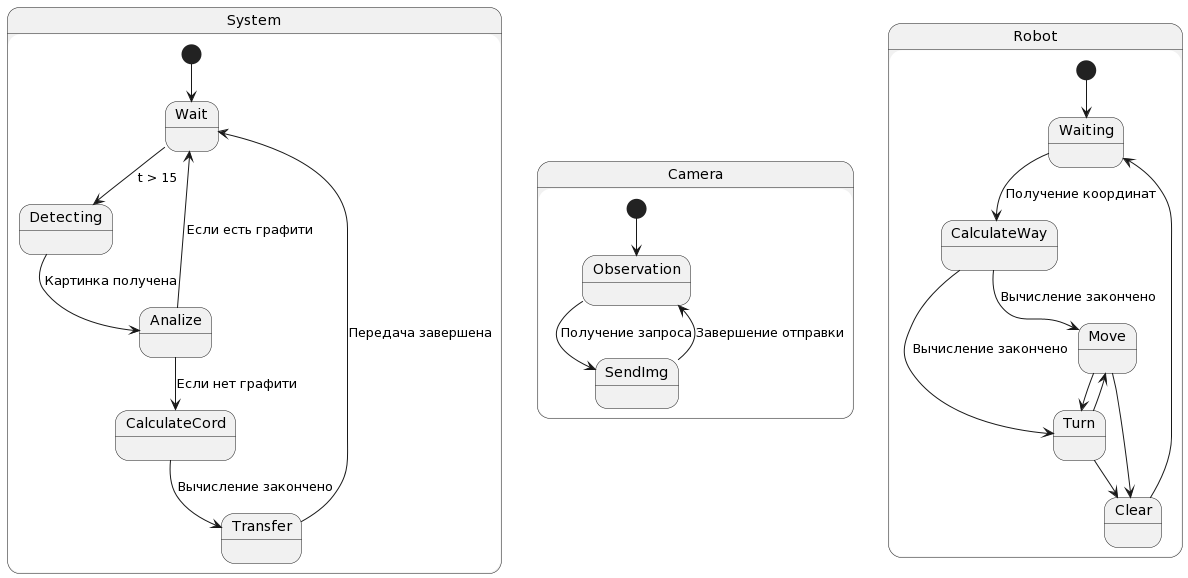 System
Wait
t > 15
Detecting
Если есть графити
Картинка получена
Analize
Передача завершена
Если нет графити
CalculateCord
Вычисление закончено
Transfer
Camera
Observation
Получение запроса
Завершение отправки
SendImg
Robot
Waiting
Получение координат
CalculateWay
Вычисление закончено
Move
Вычисление закончено
Turn
Clear